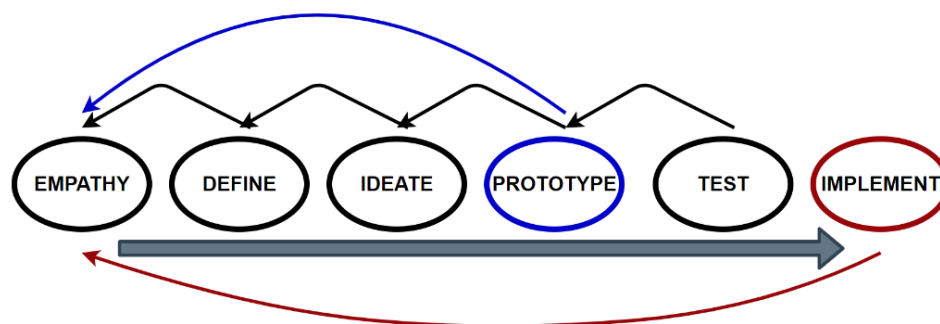 EMPATHY
DEFINE
IDEATE
PROTOTYPE
TEST
IMPLEMENT